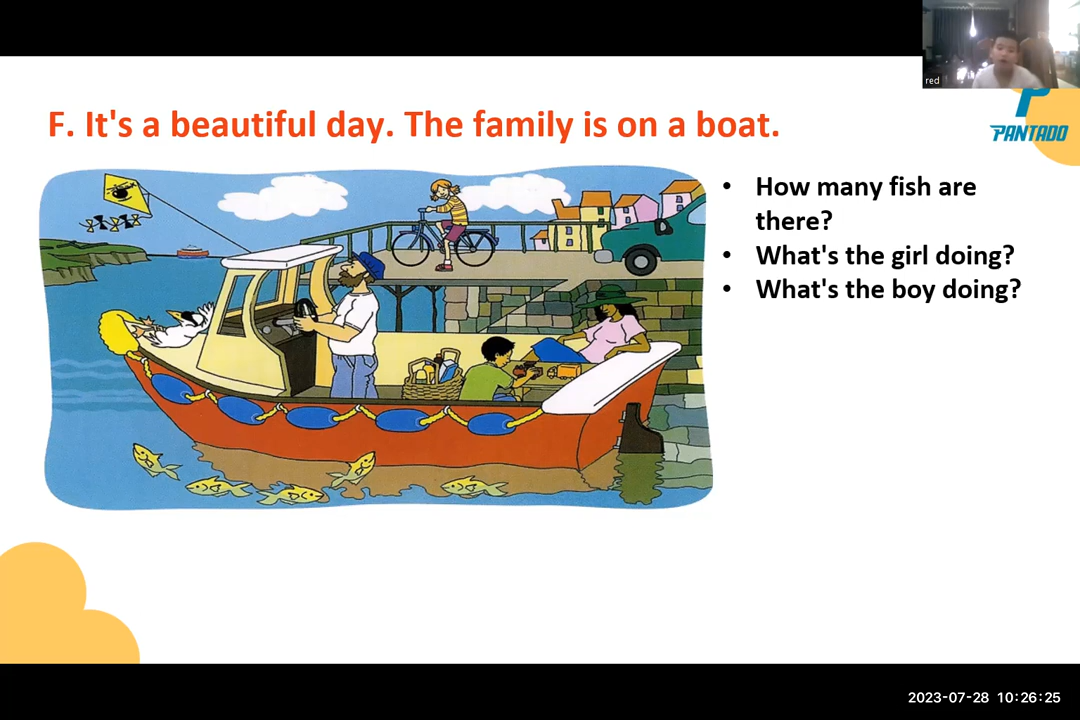 red
PANTADO
F. It's a beautiful day. The family is on a boat.
• How many fish are
there?
• What's the girl doing?
• What's the boy doing?
2023-07-28 10:26:25